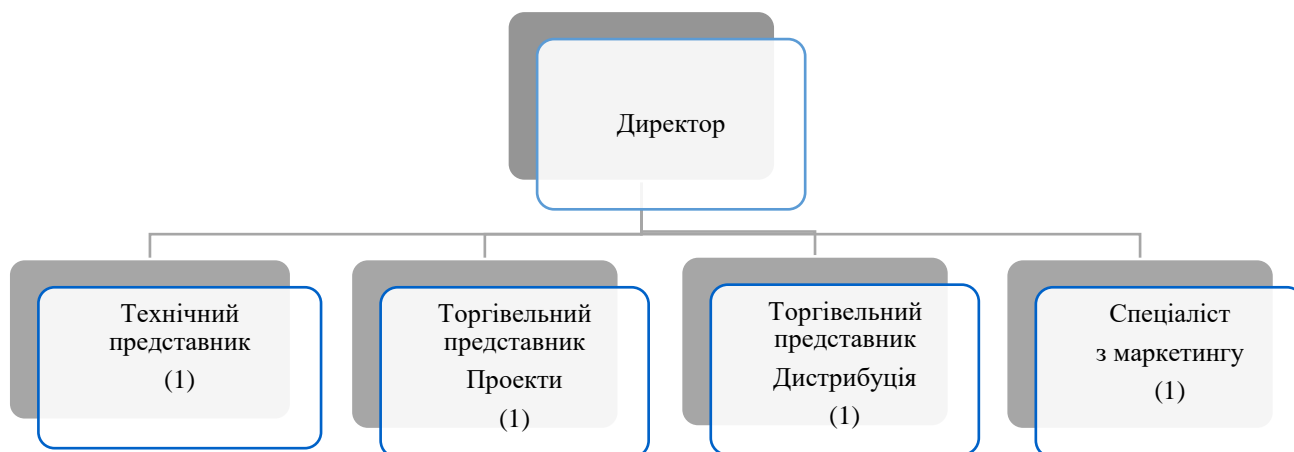 Директор
Технічний
представник
(1)
Торгівельний
представник
Проекти
(1)
Торгівельний
представник
Дистрибуція
(1)
Спеціаліст
з маркетингу
(1)